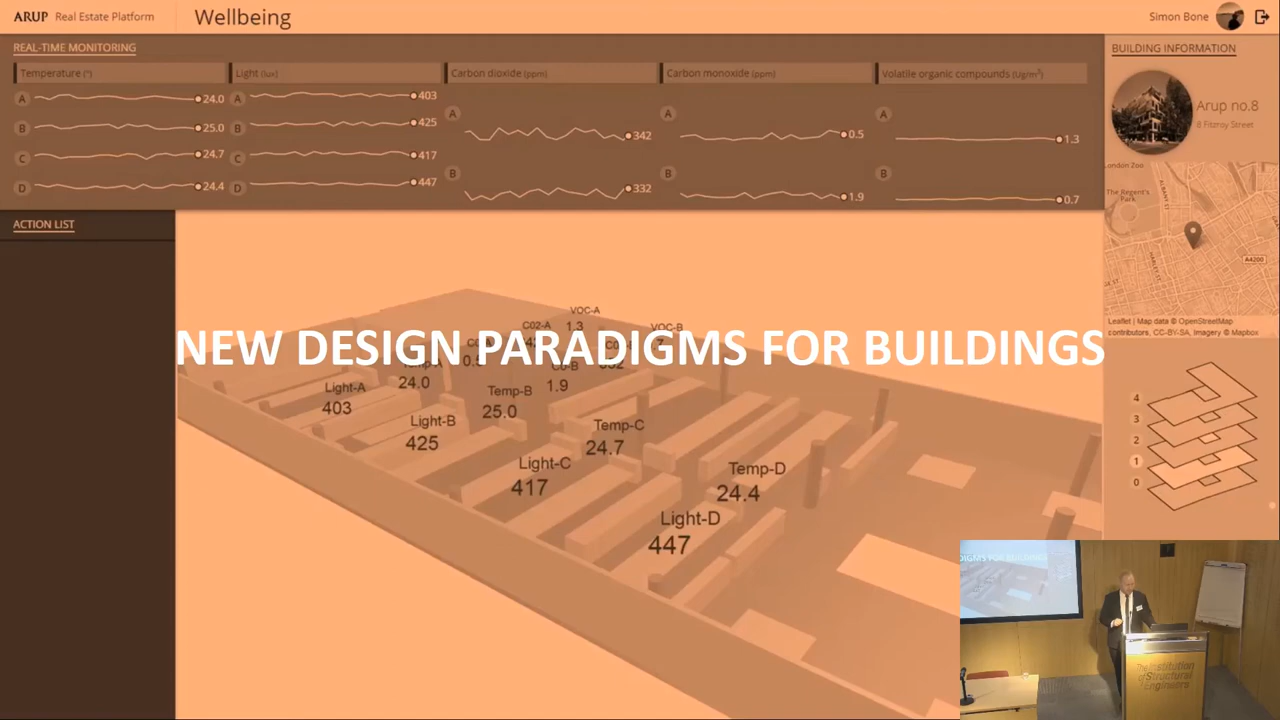 ARUP Real Estate Platform
Wellbeing
Simon Bone
REAL-TIME MONITORING
Temperature (°)
A 24.0
B 25.0
C 24.7
D 24.4
Light (lux)
A 403
B 425
C 417
D 447
Carbon dioxide (ppm)
A 342
B 332
Carbon monoxide (ppm)
A 0.5
B 1.9
Volatile organic compounds (Ug/m³)
A 1.3
B 0.7
BUILDING INFORMATION
Arup no.8
8 Fitzroy Street
London Zoo
The Regent's
Park
ALBANY ST
HARLEY ST
A4200
Leaflet | Map data © OpenStreetMap
contributors, CC-BY-SA, Imagery © Mapbox
4
3
2
1
0
ACTION LIST
VOC-A
1.3
C02-A
VOC-B
NEW DESIGN PARADIGMS FOR BUILDINGS
Light-A
403
24.0
Temp-B
25.0
1.9
Light-B
425
Temp-C
24.7
Light-C
417
Temp-D
24.4
Light-D
447
The Institution
of Structural
Engineers